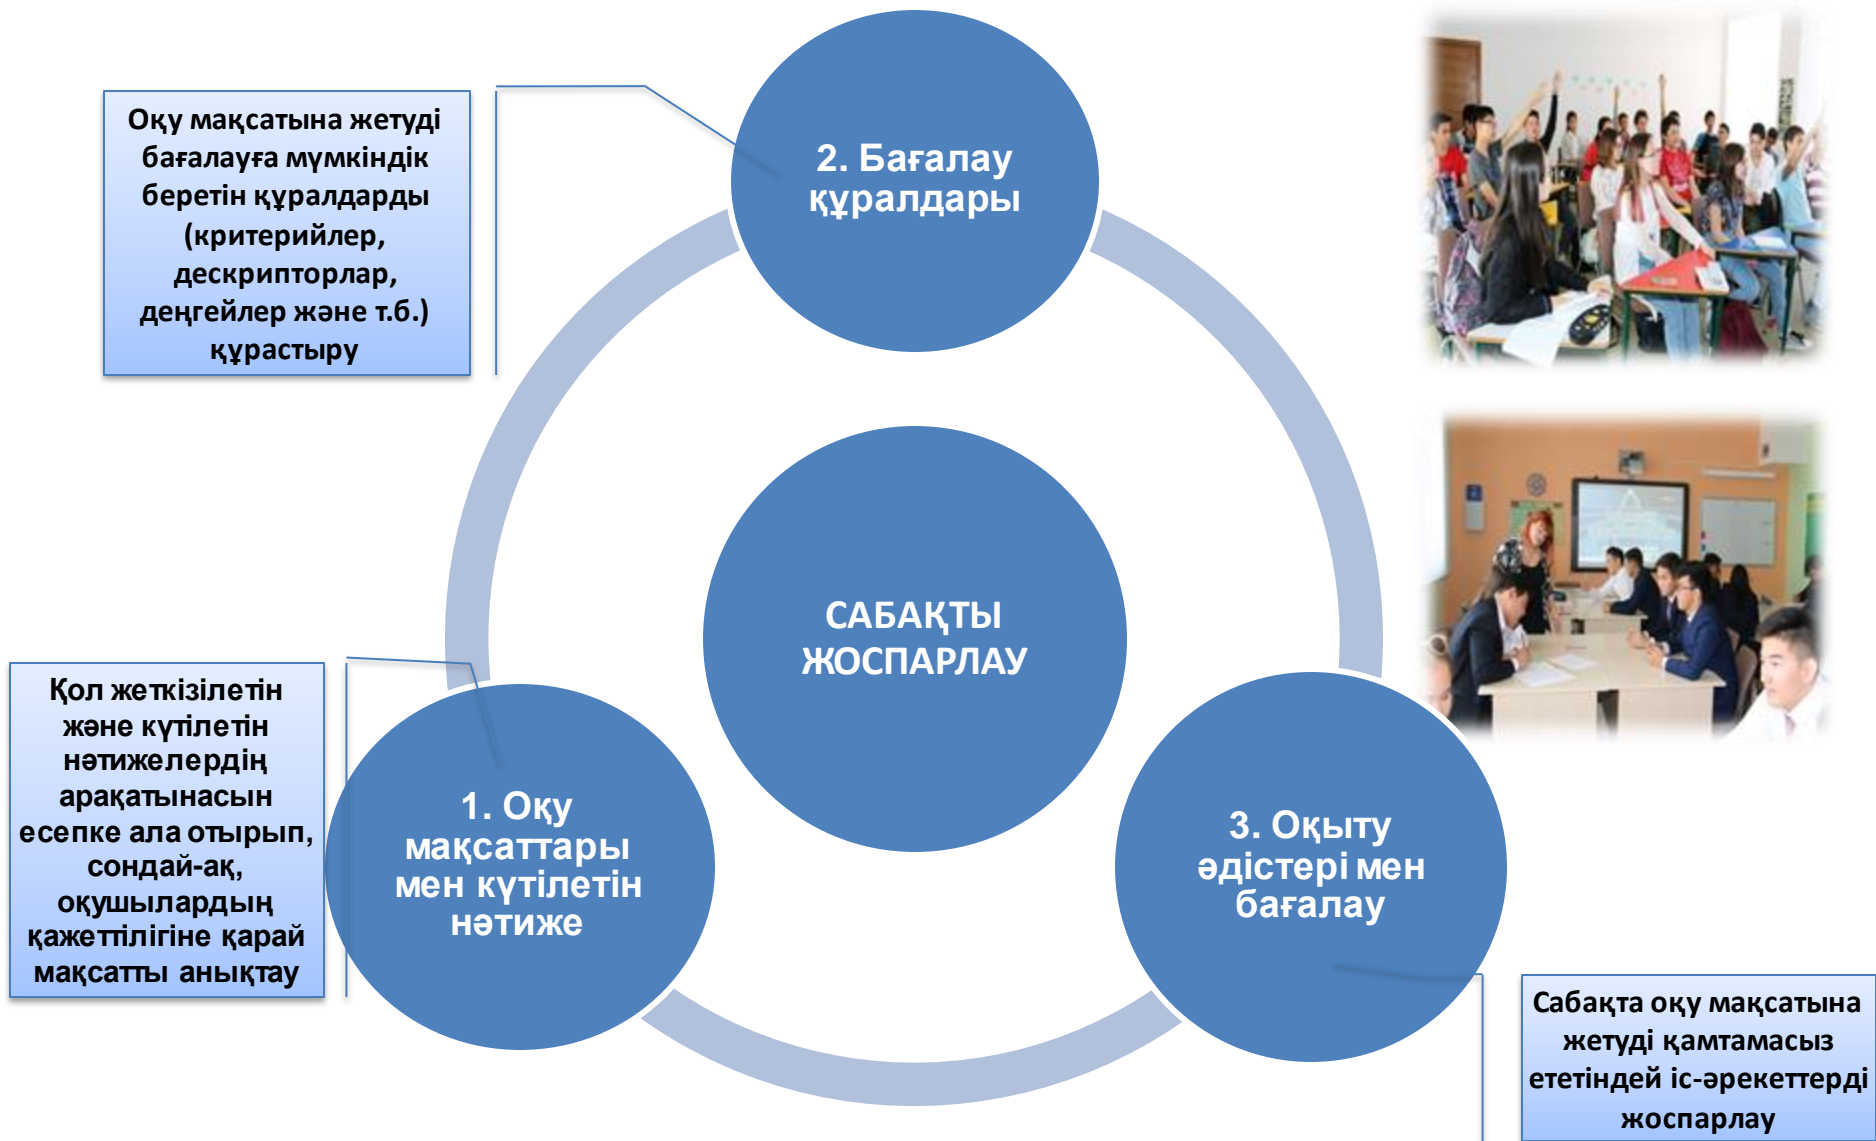 Оқу мақсатына жетуді
бағалауға мүмкіндік
беретін құралдарды
(критерийлер,
дескрипторлар,
деңгейлер және т.б.)
құрастыру
2. Бағалау
құралдары
САБАҚТЫ
ЖОСПАРЛАУ
Қол жеткізілетін
және күтілетін
нәтижелердің
арақатынасын
есепке ала отырып,
сондай-ақ,
оқушылардың
қажеттілігіне қарай
мақсатты анықтау
1. Оқу
мақсаттары
мен күтілетін
нәтиже
3. Оқыту
әдістері мен
бағалау
Сабақта оқу мақсатына
жетуді қамтамасыз
ететіндей іс-әрекеттерді
жоспарлау